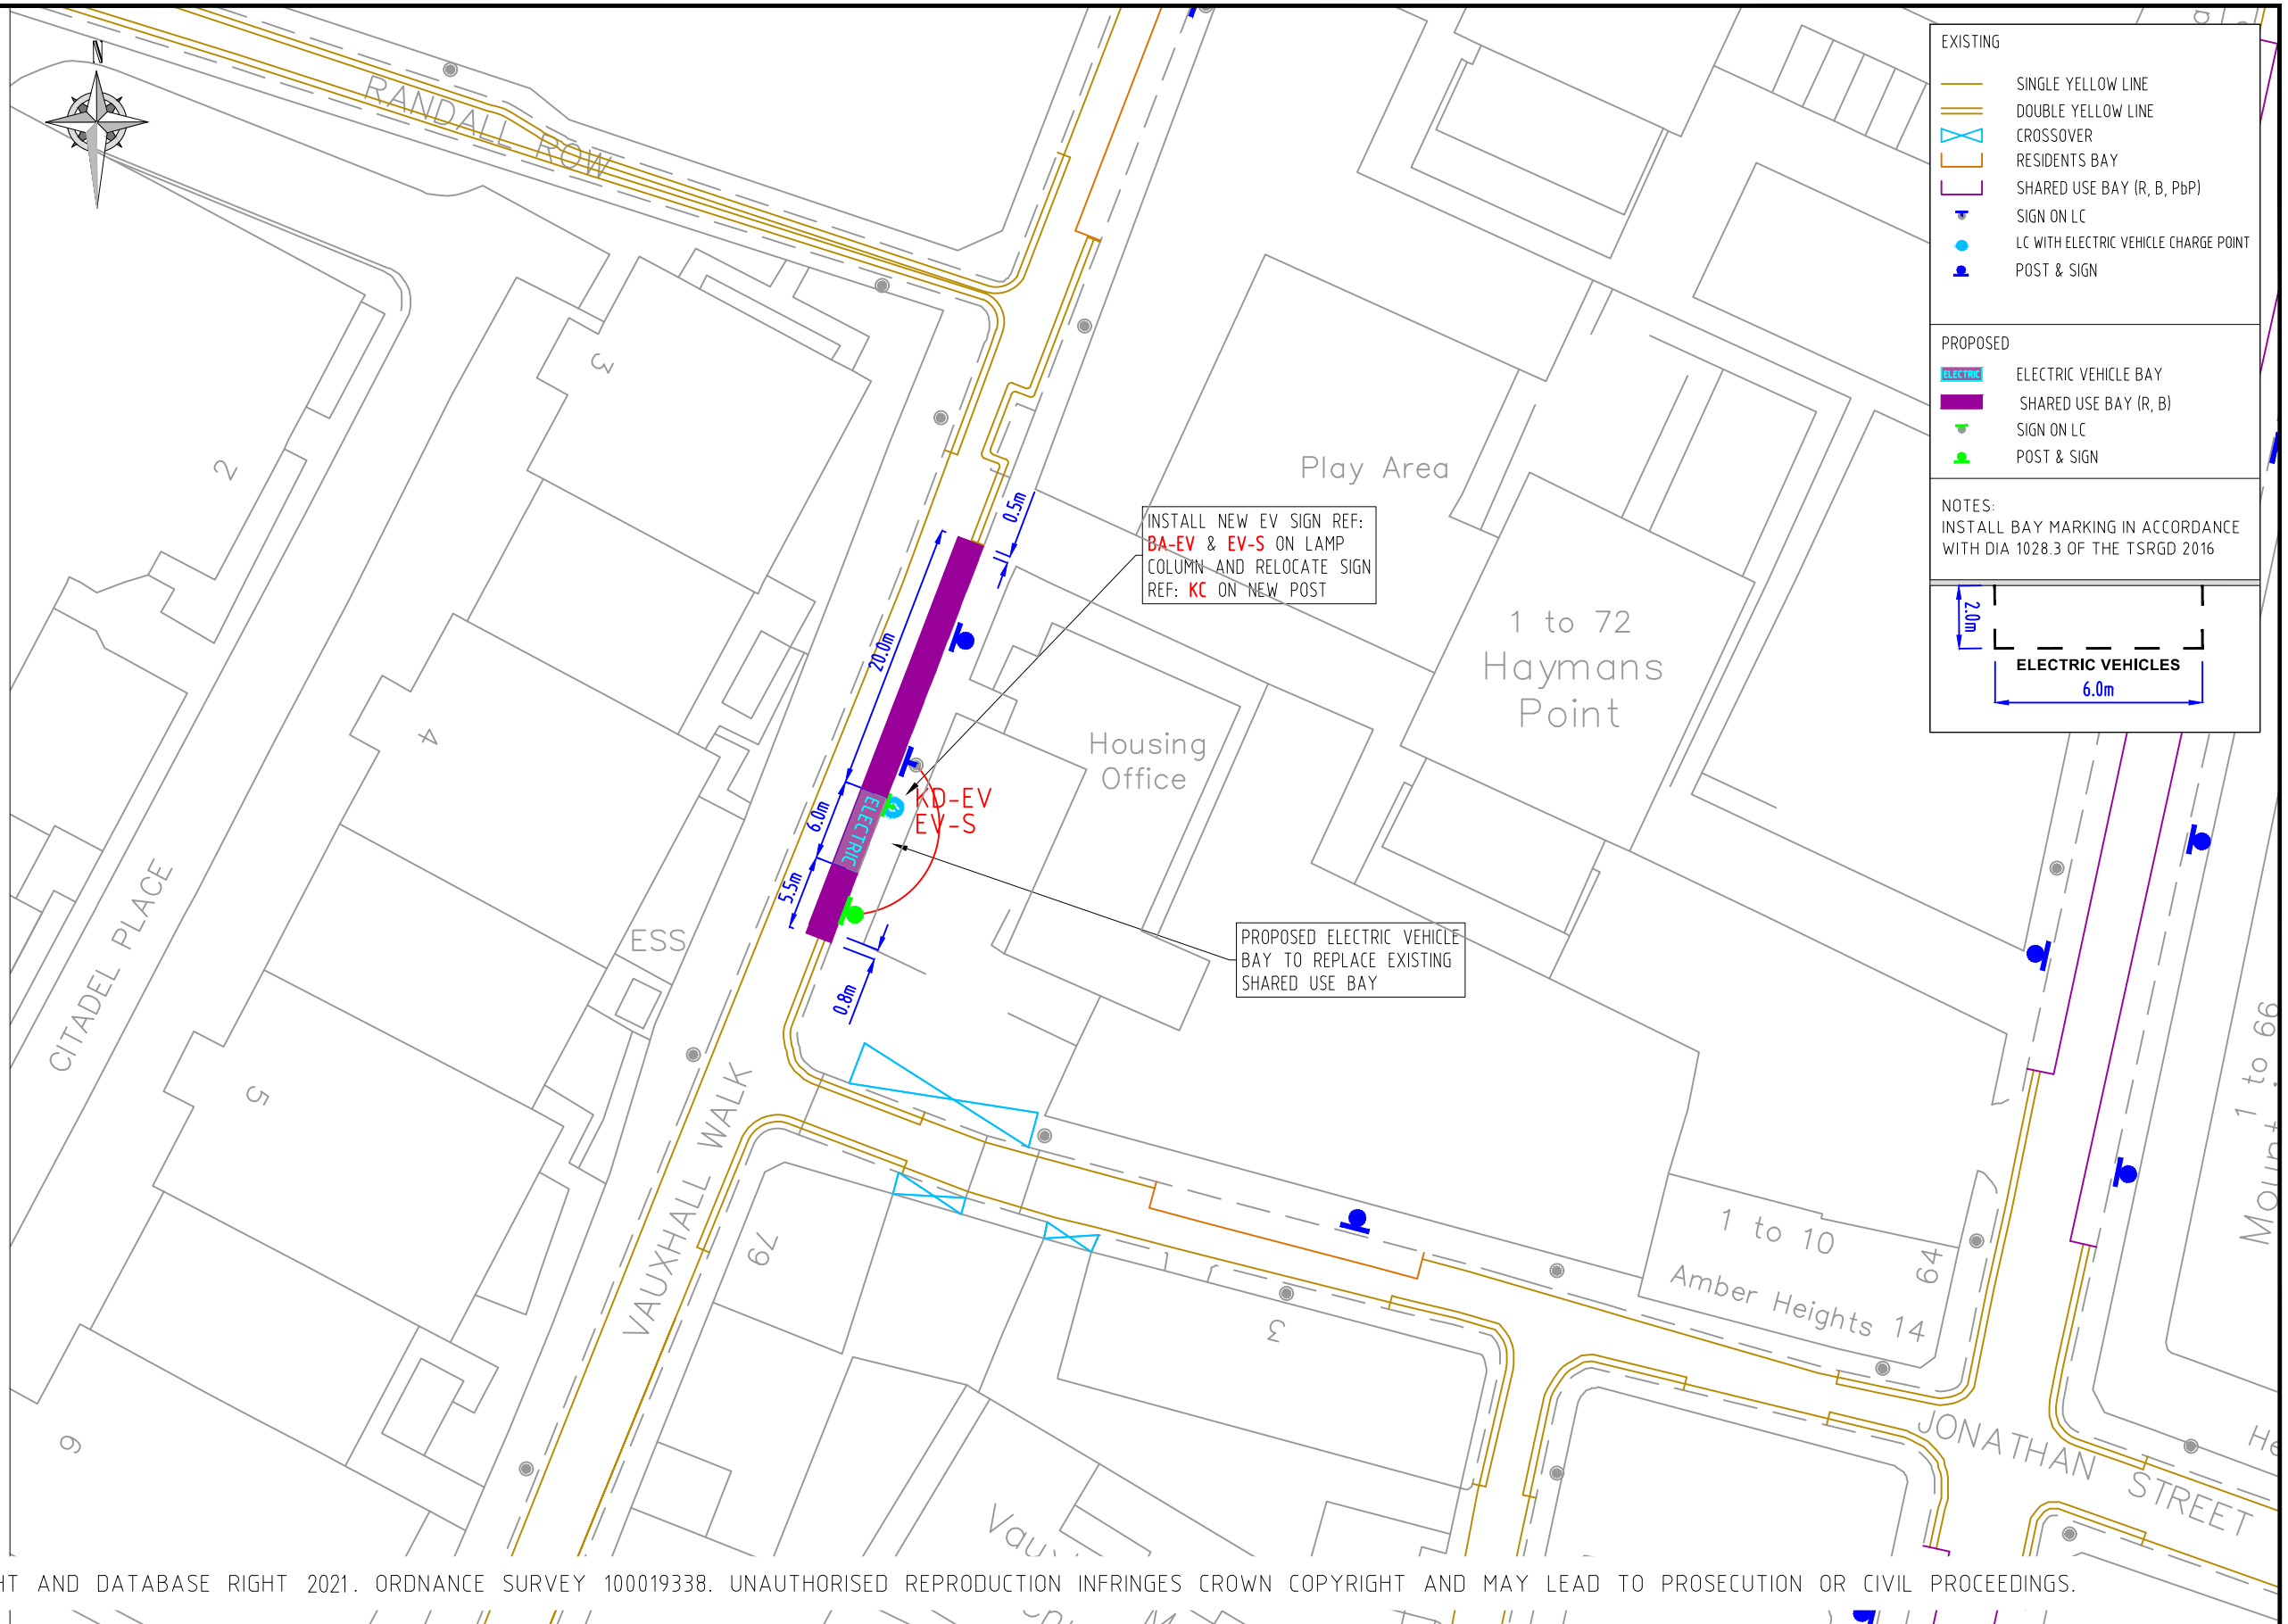 N
RANDALL ROW
2
3
4
5
6
CITADEL PLACE
ESS
VAUXHALL WALK
79
3
Play Area
1 to 72
Haymans
Point
Housing
Office
INSTALL NEW EV SIGN REF:
BA-EV & EV-S ON LAMP
COLUMN AND RELOCATE SIGN
REF: KC ON NEW POST
0.5m
20.0m
6.0m
5.5m
0.8m
ELECTRIC
KD-EV
EV-S
PROPOSED ELECTRIC VEHICLE
BAY TO REPLACE EXISTING
SHARED USE BAY
1 to 10
Amber Heights 14
64
1 to 66
Mount
JONATHAN STREET
EXISTING
SINGLE YELLOW LINE
DOUBLE YELLOW LINE
CROSSOVER
RESIDENTS BAY
SHARED USE BAY (R, B, PbP)
SIGN ON LC
LC WITH ELECTRIC VEHICLE CHARGE POINT
POST & SIGN
PROPOSED
ELECTRIC
ELECTRIC VEHICLE BAY
SHARED USE BAY (R, B)
SIGN ON LC
POST & SIGN
NOTES:
INSTALL BAY MARKING IN ACCORDANCE
WITH DIA 1028.3 OF THE TSRGD 2016
2.0m
ELECTRIC VEHICLES
6.0m
HT AND DATABASE RIGHT 2021. ORDNANCE SURVEY 100019338. UNAUTHORISED REPRODUCTION INFRINGES CROWN COPYRIGHT AND MAY LEAD TO PROSECUTION OR CIVIL PROCEEDINGS.